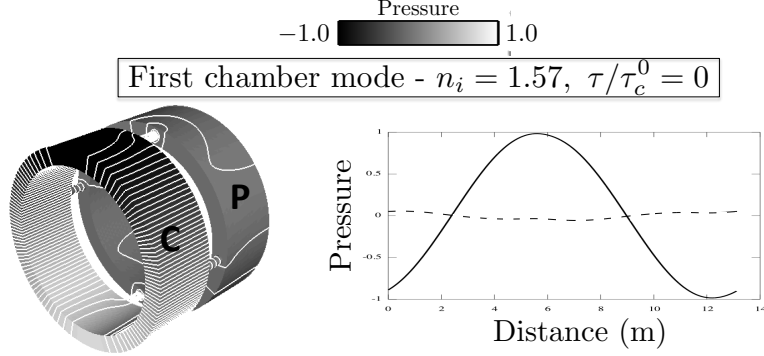 Pressure
−1.0 1.0
First chamber mode - n_i = 1.57, τ/τ_c^0 = 0
P
C
Pressure
1
0.5
0
-0.5
-1
0 2 4 6 8 10 12 14
Distance (m)